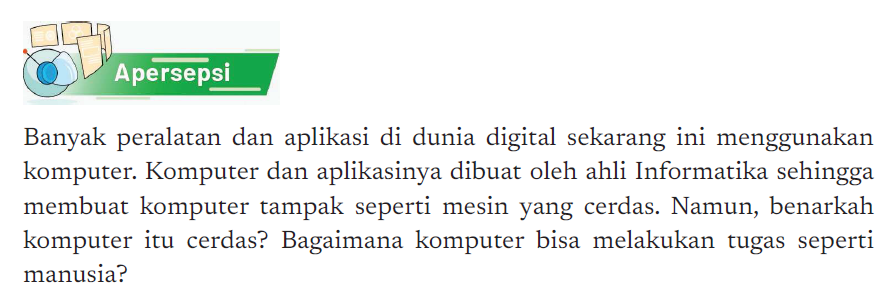 Apersepsi
Banyak peralatan dan aplikasi di dunia digital sekarang ini menggunakan
komputer. Komputer dan aplikasinya dibuat oleh ahli Informatika sehingga
membuat komputer tampak seperti mesin yang cerdas. Namun, benarkah
komputer itu cerdas? Bagaimana komputer bisa melakukan tugas seperti
manusia?